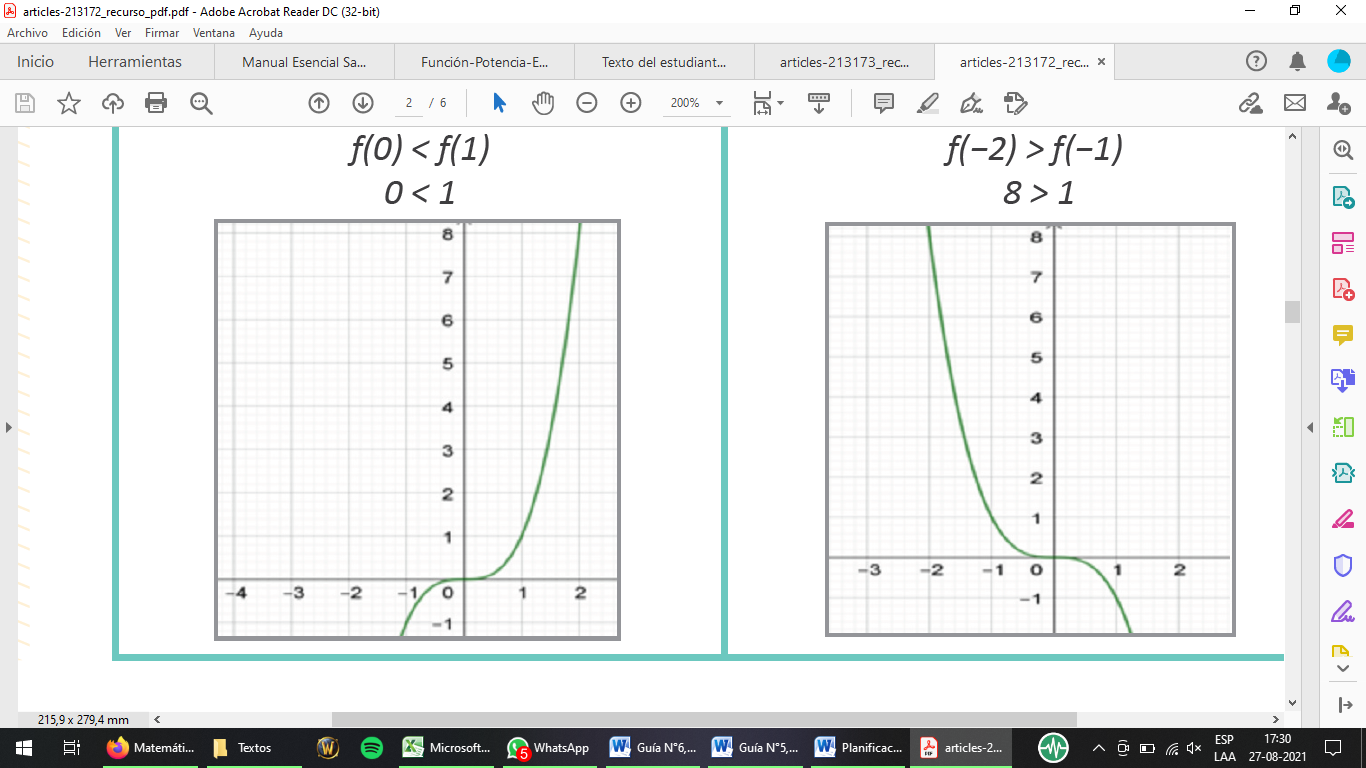 articles-213172_recurso_pdf.pdf - Adobe Acrobat Reader DC (32-bit)
Archivo Edición Ver Firmar Ventana Ayuda
Inicio Herramientas Manual Esencial Sa... Función-Potencia-E... Texto del estudiant... articles-213173_rec... articles-213172_rec... ×
2 / 6 200%
f(0) < f(1)
0 < 1
8
7
6
5
4
3
2
1
−4 −3 −2 −1 0 1 2
−1
f(−2) > f(−1)
8 > 1
8
7
6
5
4
3
2
1
−3 −2 −1 0 1 2
−1
215,9 x 279,4 mm
Matemáti... Textos Microsoft... WhatsApp 5 Guía N°6,... Guía N°5,... Planificac... articles-2...
ESP
LAA
17:30
27-08-2021